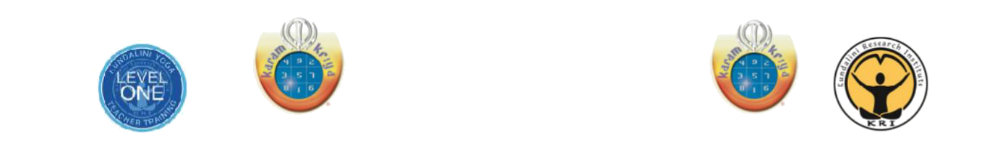 KUNDALINI YOGA
LEVEL
ONE
TEACHER TRAINING
KRI
karam kriya
4 9 2
3 5 7
8 1 6
karam kriya
4 9 2
3 5 7
8 1 6
Kundalini Research Institute
KRI